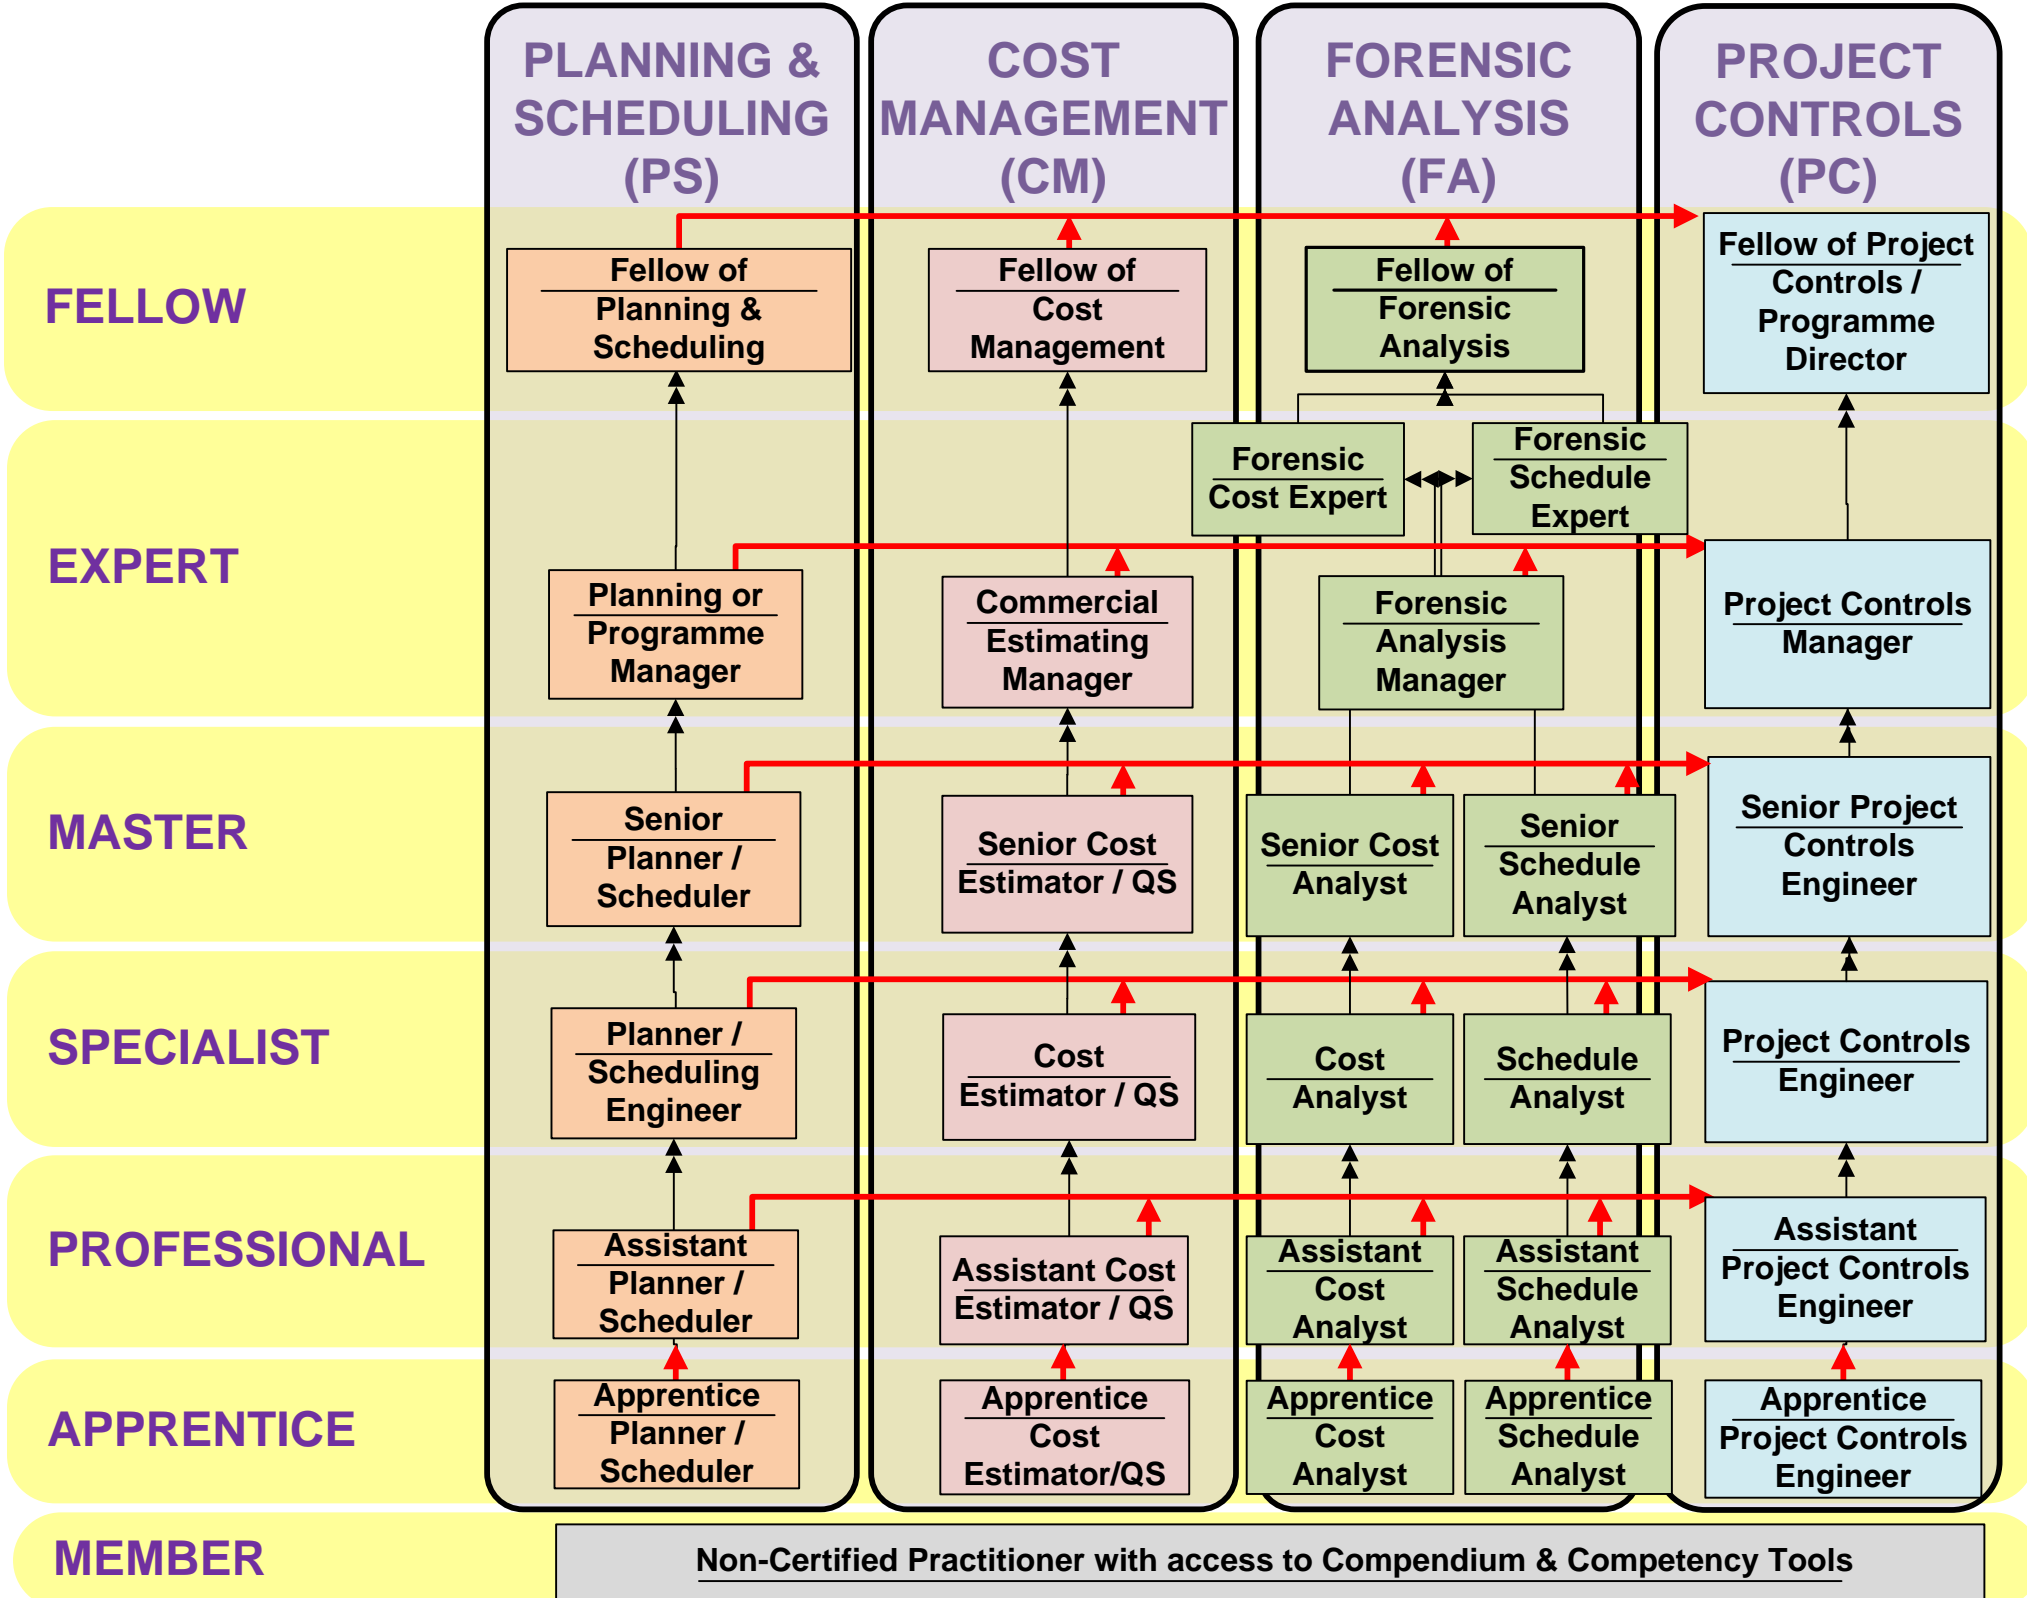 PLANNING &
SCHEDULING
(PS)
COST
MANAGEMENT
(CM)
FORENSIC
ANALYSIS
(FA)
PROJECT
CONTROLS
(PC)
FELLOW
Fellow of
Planning &
Scheduling
Fellow of
Cost
Management
Fellow of
Forensic
Analysis
Fellow of Project
Controls /
Programme
Director
EXPERT
Forensic
Cost Expert
Forensic
Schedule
Expert
Planning or
Programme
Manager
Commercial
Estimating
Manager
Forensic
Analysis
Manager
Project Controls
Manager
MASTER
Senior
Planner /
Scheduler
Senior Cost
Estimator / QS
Senior Cost
Analyst
Senior
Schedule
Analyst
Senior Project
Controls
Engineer
SPECIALIST
Planner /
Scheduling
Engineer
Cost
Estimator / QS
Cost
Analyst
Schedule
Analyst
Project Controls
Engineer
PROFESSIONAL
Assistant
Planner /
Scheduler
Assistant Cost
Estimator / QS
Assistant
Cost
Analyst
Assistant
Schedule
Analyst
Assistant
Project Controls
Engineer
APPRENTICE
Apprentice
Planner /
Scheduler
Apprentice
Cost
Estimator/QS
Apprentice
Cost
Analyst
Apprentice
Schedule
Analyst
Apprentice
Project Controls
Engineer
MEMBER
Non-Certified Practitioner with access to Compendium & Competency Tools